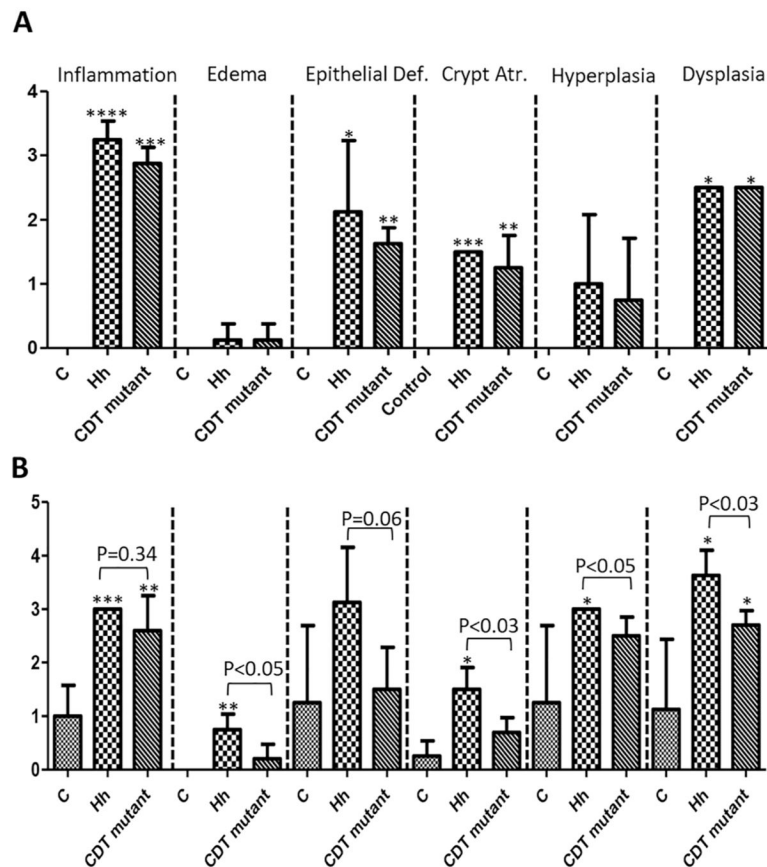 A
Inflammation Edema Epithelial Def. Crypt Atr. Hyperplasia Dysplasia
4
**** *** * ** *** ** * *
3
2
1
0
C Hh CDT mutant C Hh CDT mutant C Hh CDT mutant Control Hh CDT mutant C Hh CDT mutant C Hh CDT mutant
B
5
P=0.34 P<0.05 P=0.06 P<0.03 P<0.05 P<0.03
4
*** ** ** * * * *
3
2
1
0
C Hh CDT mutant C Hh CDT mutant C Hh CDT mutant C Hh CDT mutant C Hh CDT mutant C Hh CDT mutant